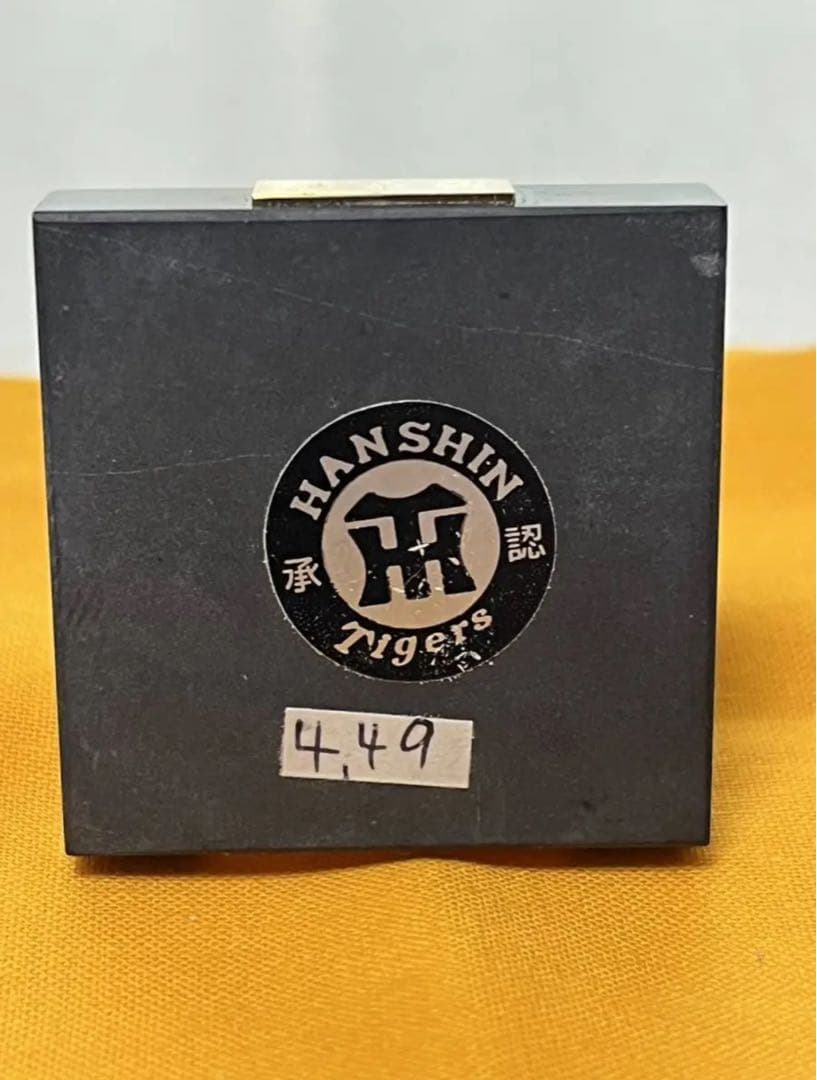 HANSHIN
承 認
Tigers
4.49